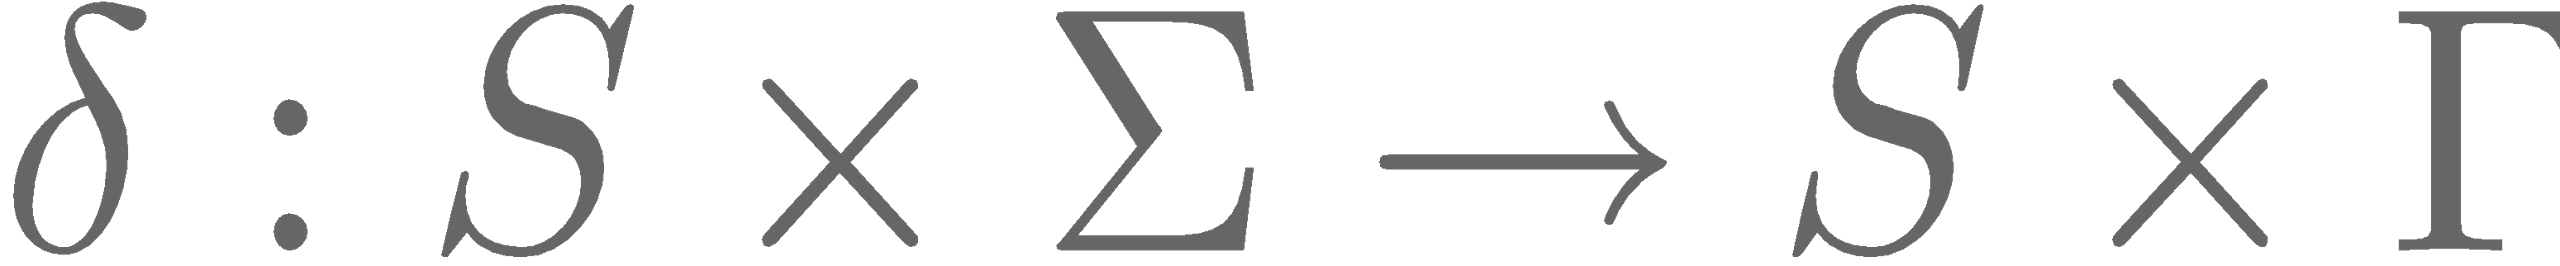 δ : S × Σ → S × Γ